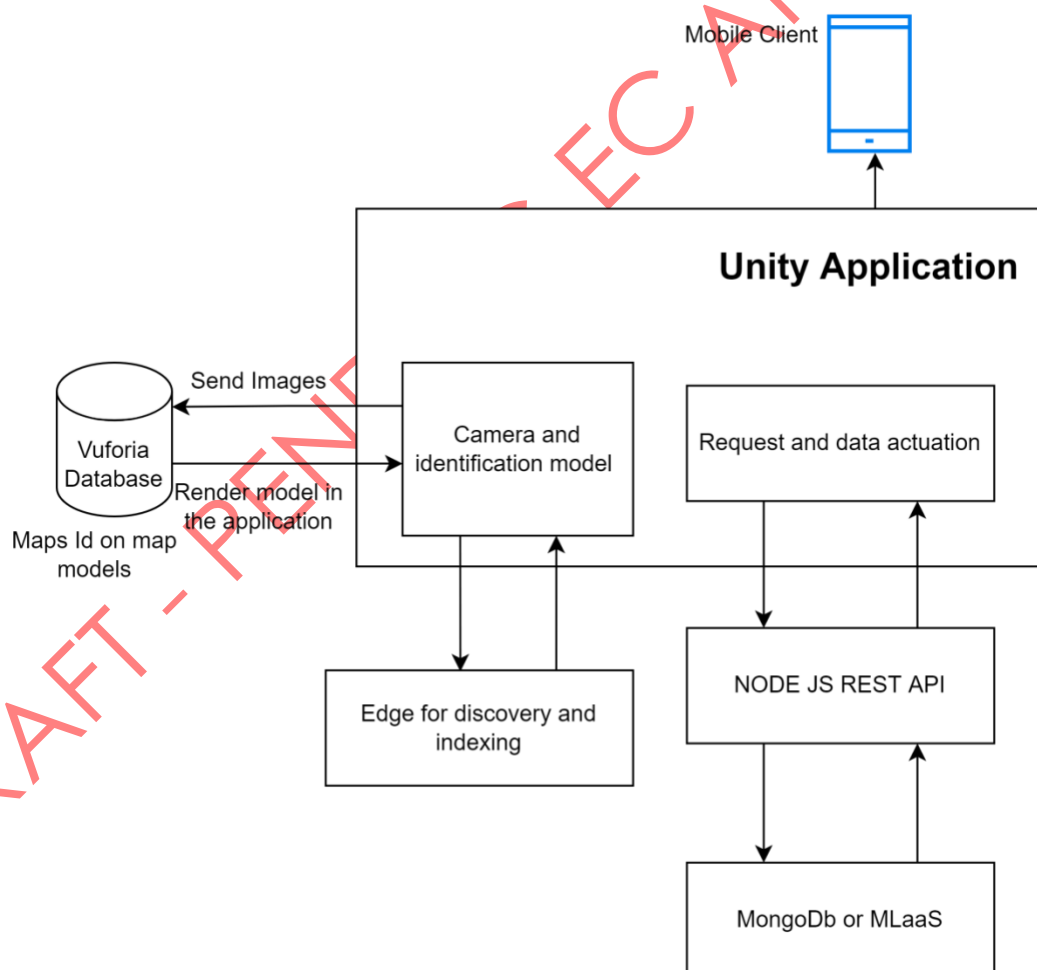 Mobile Client
Unity Application
Send Images
Vuforia
Database
Render model in
the application
Maps Id on map
models
Camera and
identification model
Request and data actuation
Edge for discovery and
indexing
NODE JS REST API
MongoDb or MLaaS